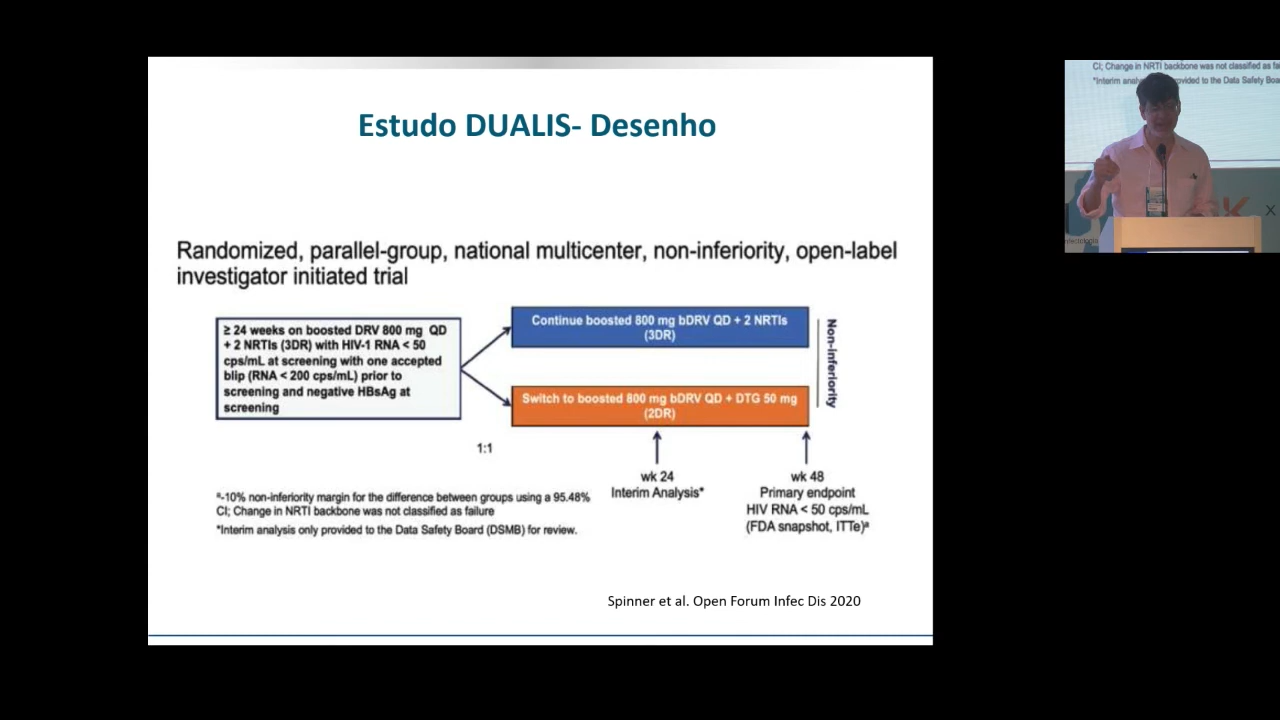 Estudo DUALIS- Desenho
Randomized, parallel-group, national multicenter, non-inferiority, open-label
investigator initiated trial
≥ 24 weeks on boosted DRV 800 mg QD
+ 2 NRTIs (3DR) with HIV-1 RNA < 50
cps/mL at screening with one accepted
blip (RNA < 200 cps/mL) prior to
screening and negative HBsAg at
screening
Continue boosted 800 mg bDRV QD + 2 NRTIs
(3DR)
Switch to boosted 800 mg bDRV QD + DTG 50 mg
(2DR)
Non-inferiority
1:1
wk 24
Interim Analysis*
wk 48
Primary endpoint
HIV RNA < 50 cps/mL
(FDA snapshot, ITTe)ª
ª-10% non-inferiority margin for the difference between groups using a 95.48%
CI; Change in NRTI backbone was not classified as failure
*Interim analysis only provided to the Data Safety Board (DSMB) for review.
Spinner et al. Open Forum Infec Dis 2020
CI; Change in NRTI backbone was not classified as
*Interim provided to the Data Safety